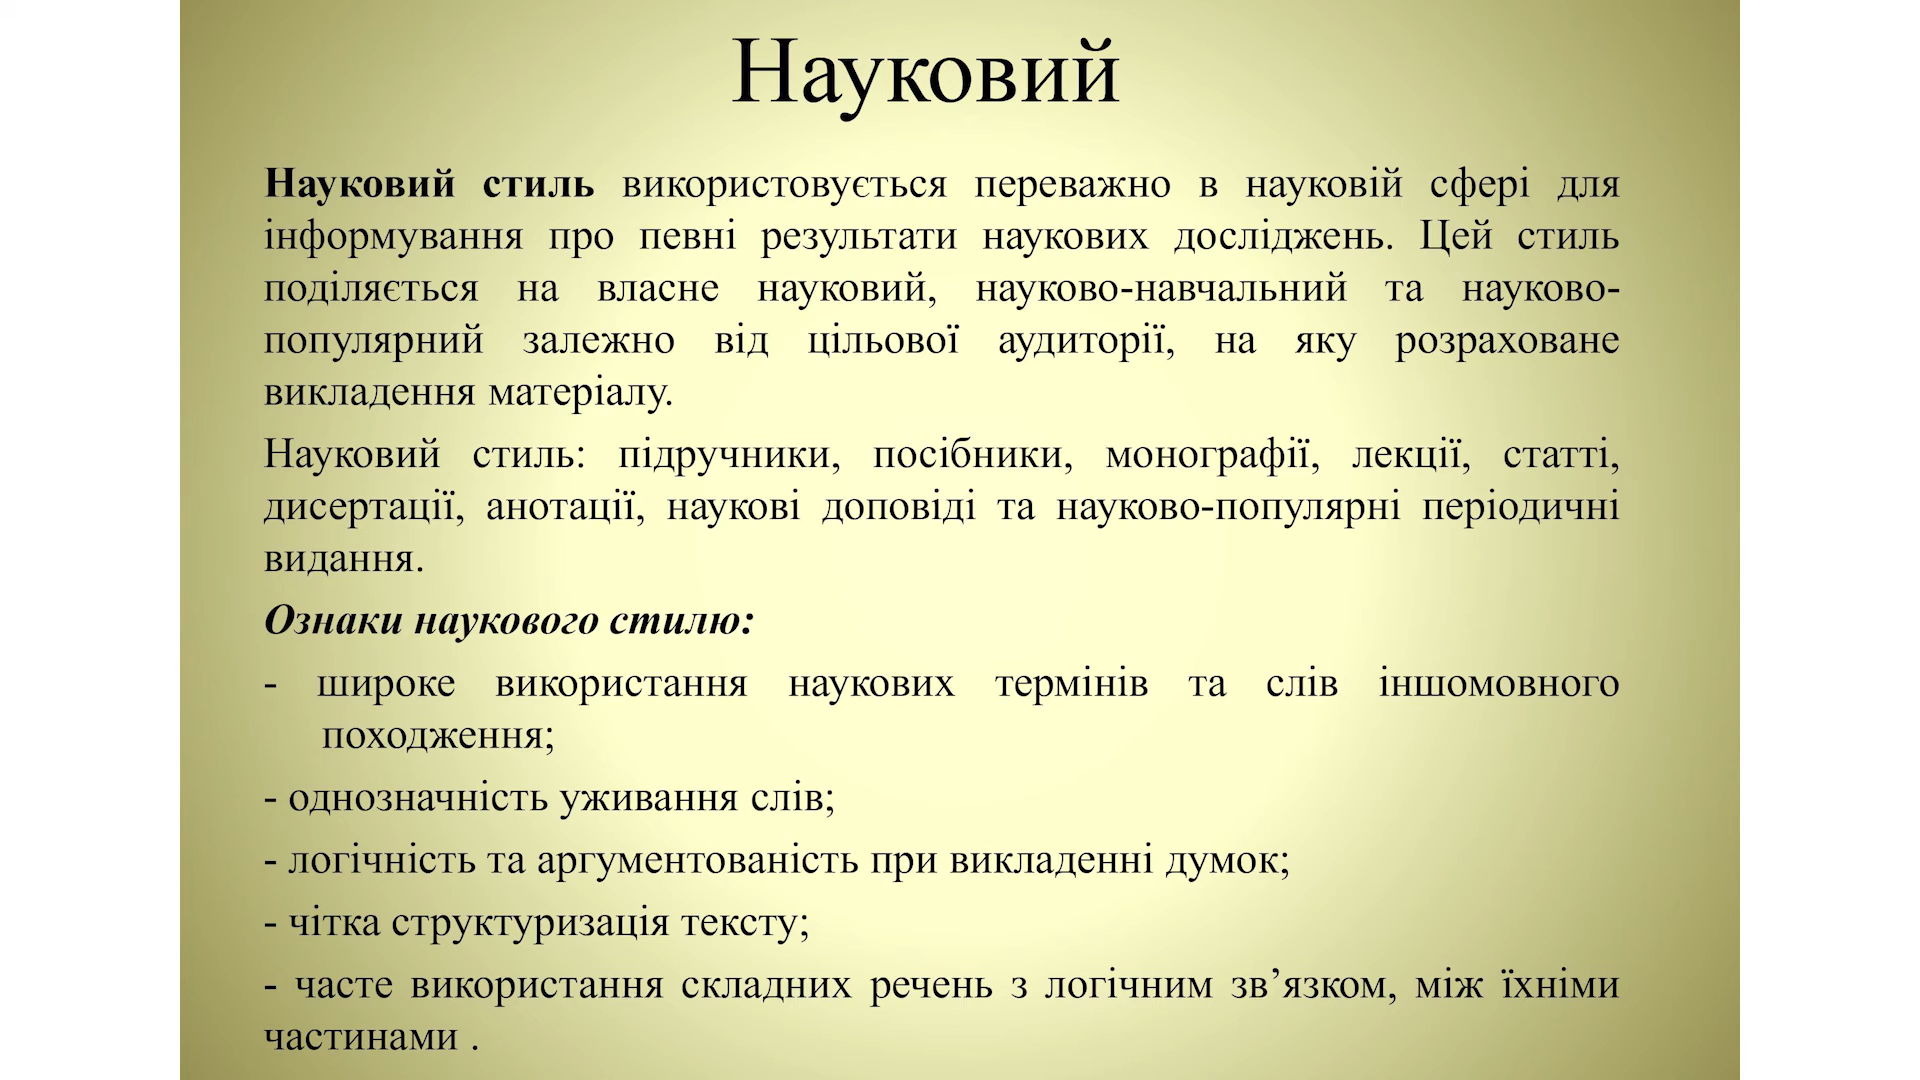 Науковий
Науковий стиль використовується переважно в науковій сфері для
інформування про певні результати наукових досліджень. Цей стиль
поділяється на власне науковий, науково-навчальний та науково-
популярний залежно від цільової аудиторії, на яку розраховане
викладення матеріалу.
Науковий стиль: підручники, посібники, монографії, лекції, статті,
дисертації, анотації, наукові доповіді та науково-популярні періодичні
видання.
Ознаки наукового стилю:
- широке використання наукових термінів та слів іншомовного
походження;
- однозначність уживання слів;
- логічність та аргументованість при викладенні думок;
- чітка структуризація тексту;
- часте використання складних речень з логічним зв’язком, між їхніми
частинами .